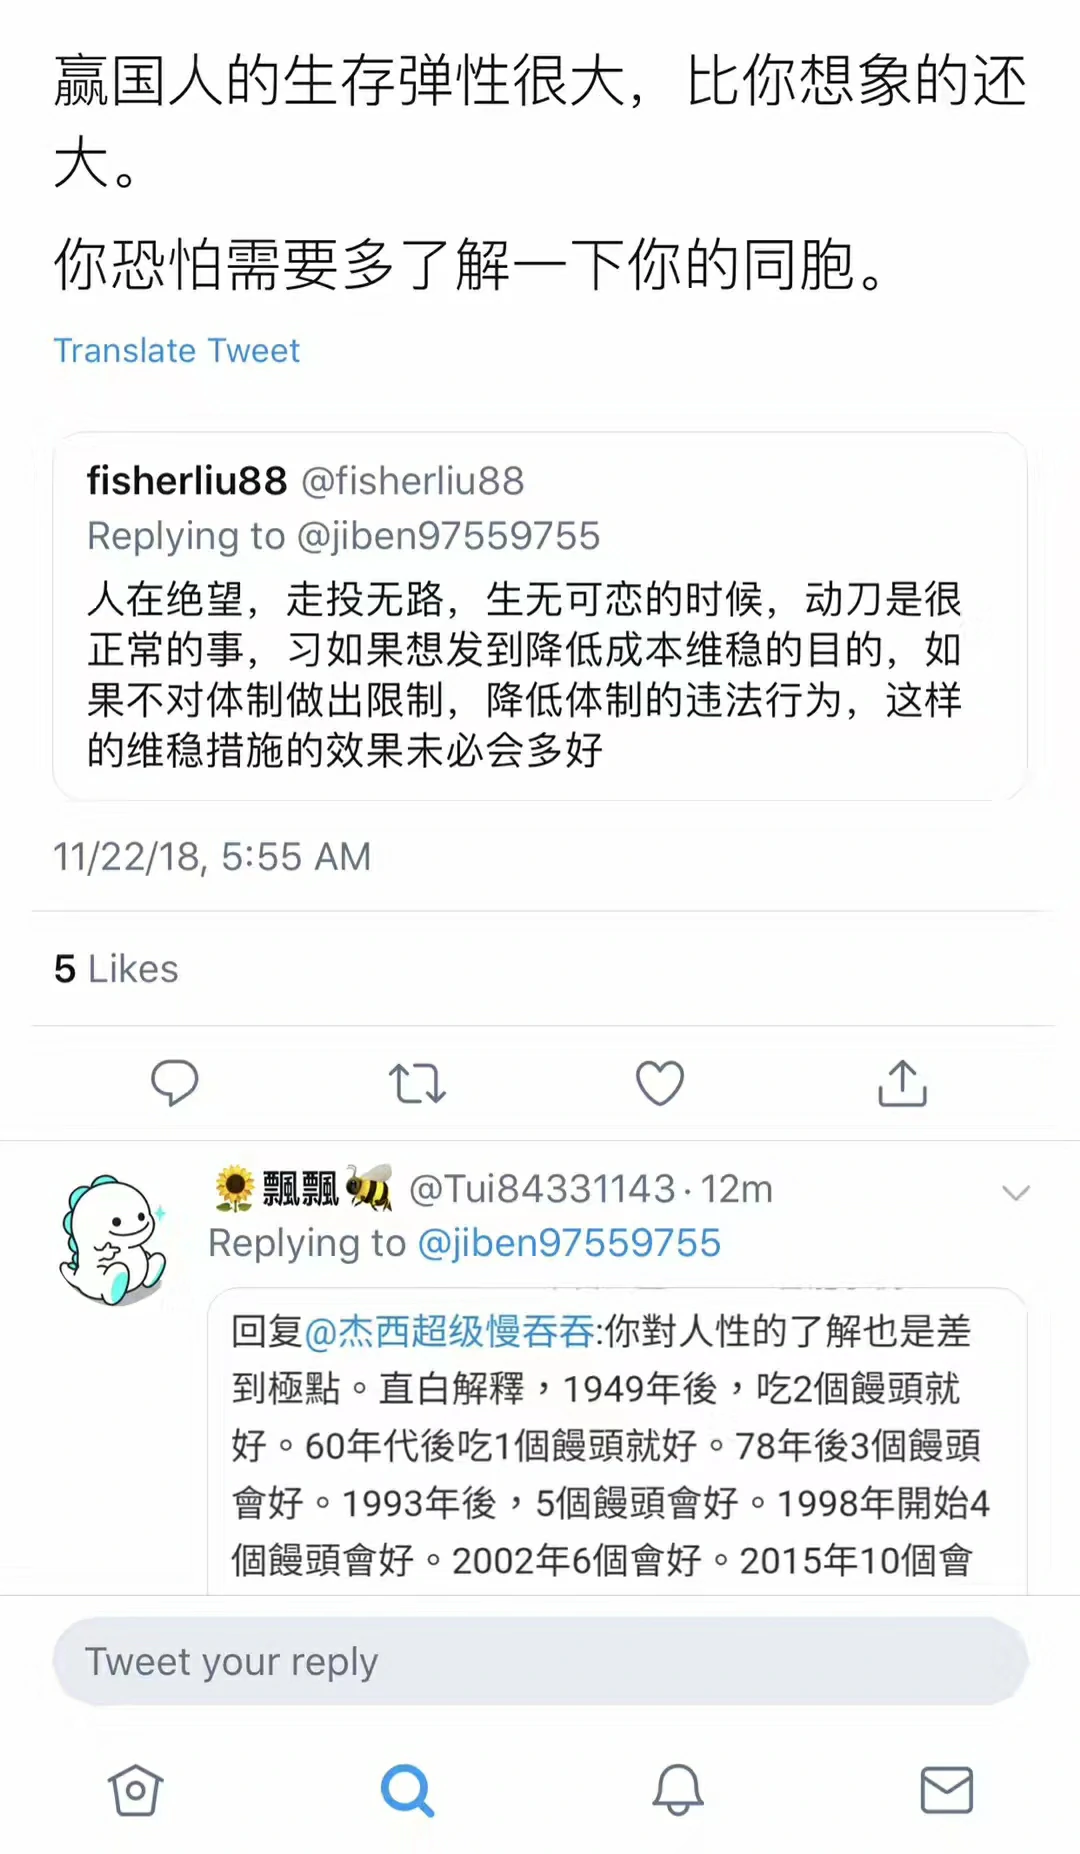 赢国人的生存弹性很大，比你想象的还
大。
你恐怕需要多了解一下你的同胞。
Translate Tweet
fisherliu88 @fisherliu88
Replying to @jiben97559755
人在绝望，走投无路，生无可恋的时候，动刀是很
正常的事，习如果想发到降低成本维稳的目的，如
果不对体制做出限制，降低体制的违法行为，这样
的维稳措施的效果未必会多好
11/22/18, 5:55 AM
5 Likes
🌻飄飄🐝 @Tui84331143 · 12m
Replying to @jiben97559755
回复@杰西超级慢吞吞:你對人性的了解也是差
到極點。直白解釋，1949年後，吃2個饅頭就
好。60年代後吃1個饅頭就好。78年後3個饅頭
會好。1993年後，5個饅頭會好。1998年開始4
個饅頭會好。2002年6個會好。2015年10個會
Tweet your reply